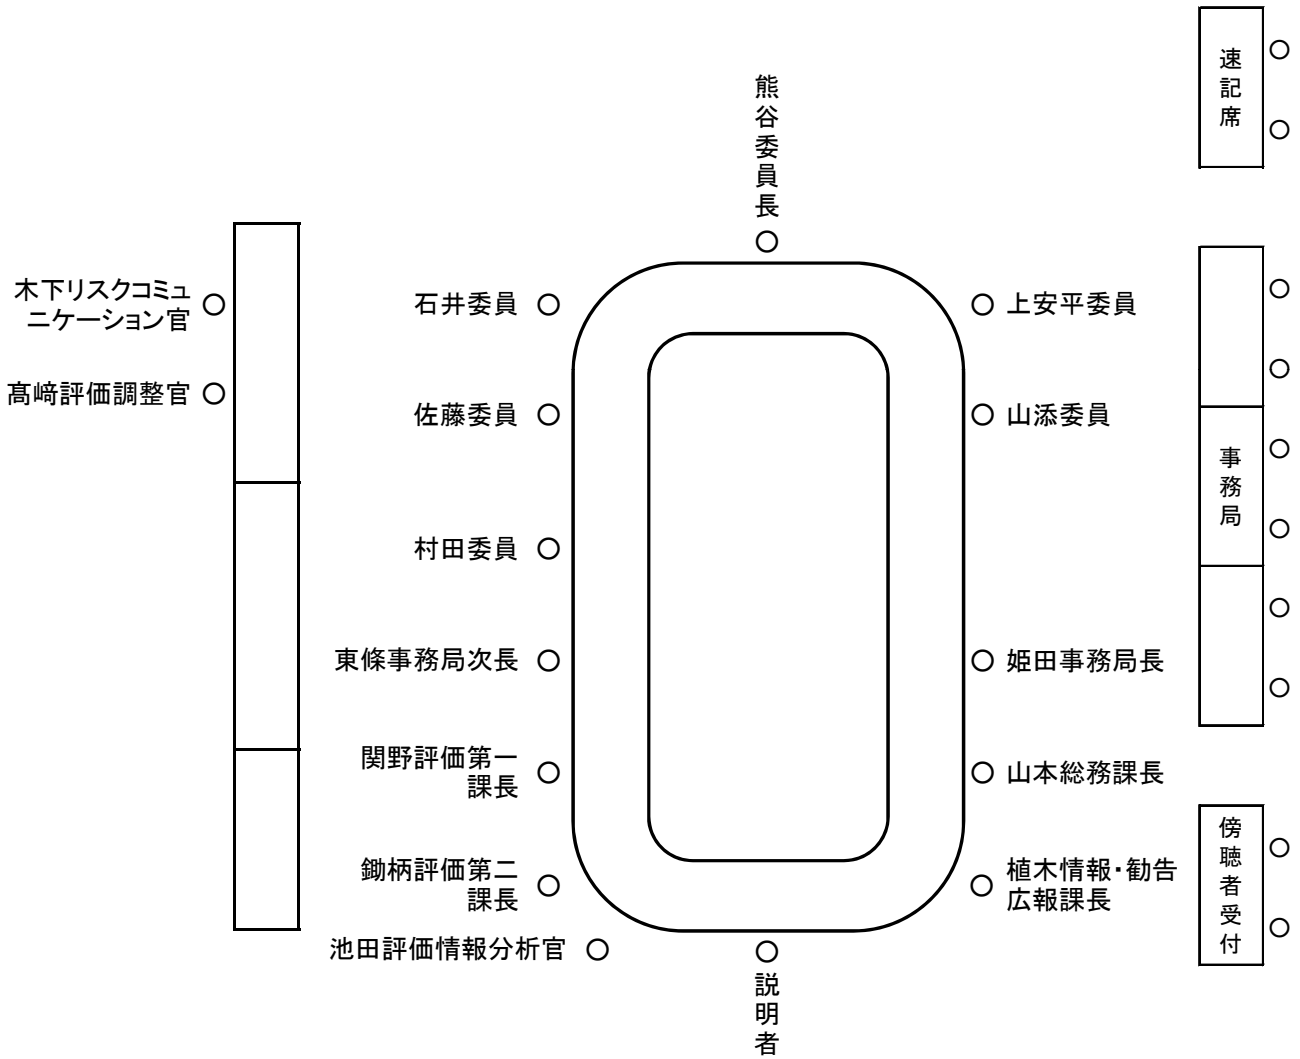 速記席
熊谷委員長
木下リスクコミュ
ニケーション官
石井委員
上安平委員
髙﨑評価調整官
佐藤委員
山添委員
事務局
村田委員
東條事務局次長
姫田事務局長
関野評価第一
課長
山本総務課長
鋤柄評価第二
課長
植木情報・勧告
広報課長
傍聴者受付
池田評価情報分析官
説明者